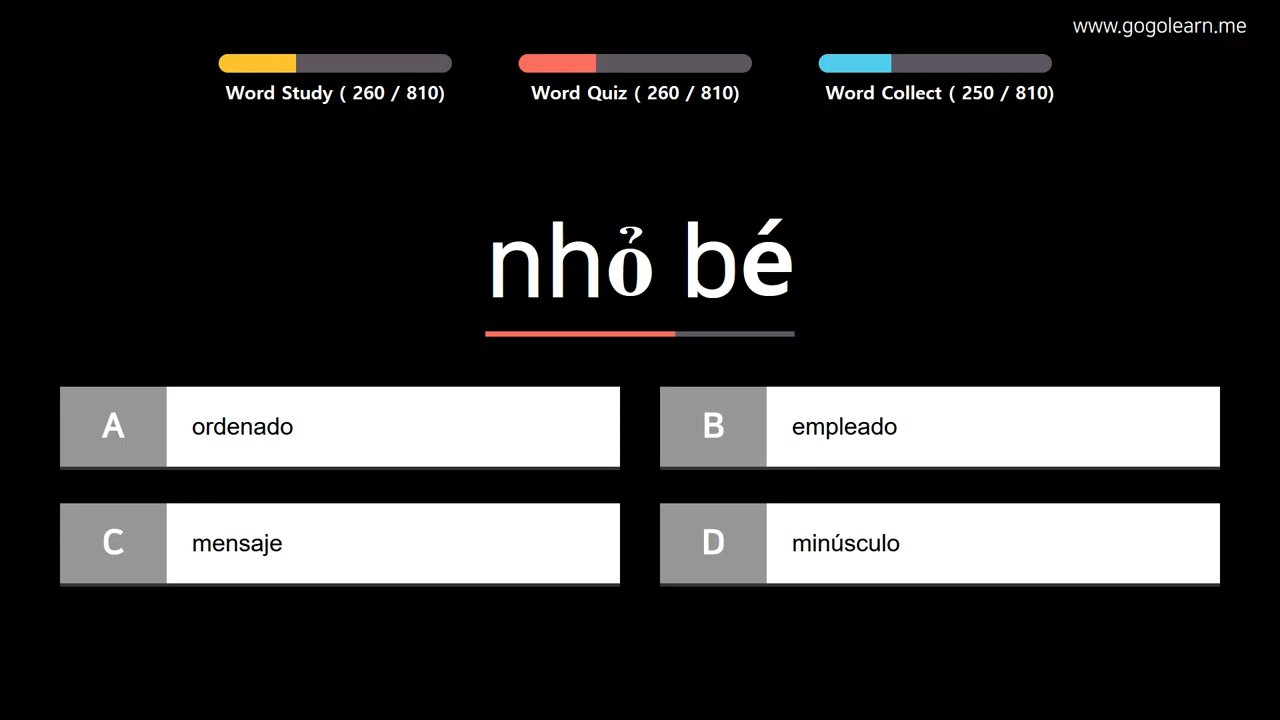 www.gogolearn.me
Word Study ( 260 / 810)
Word Quiz ( 260 / 810)
Word Collect ( 250 / 810)
nhỏ bé
A ordenado
B empleado
C mensaje
D minúsculo